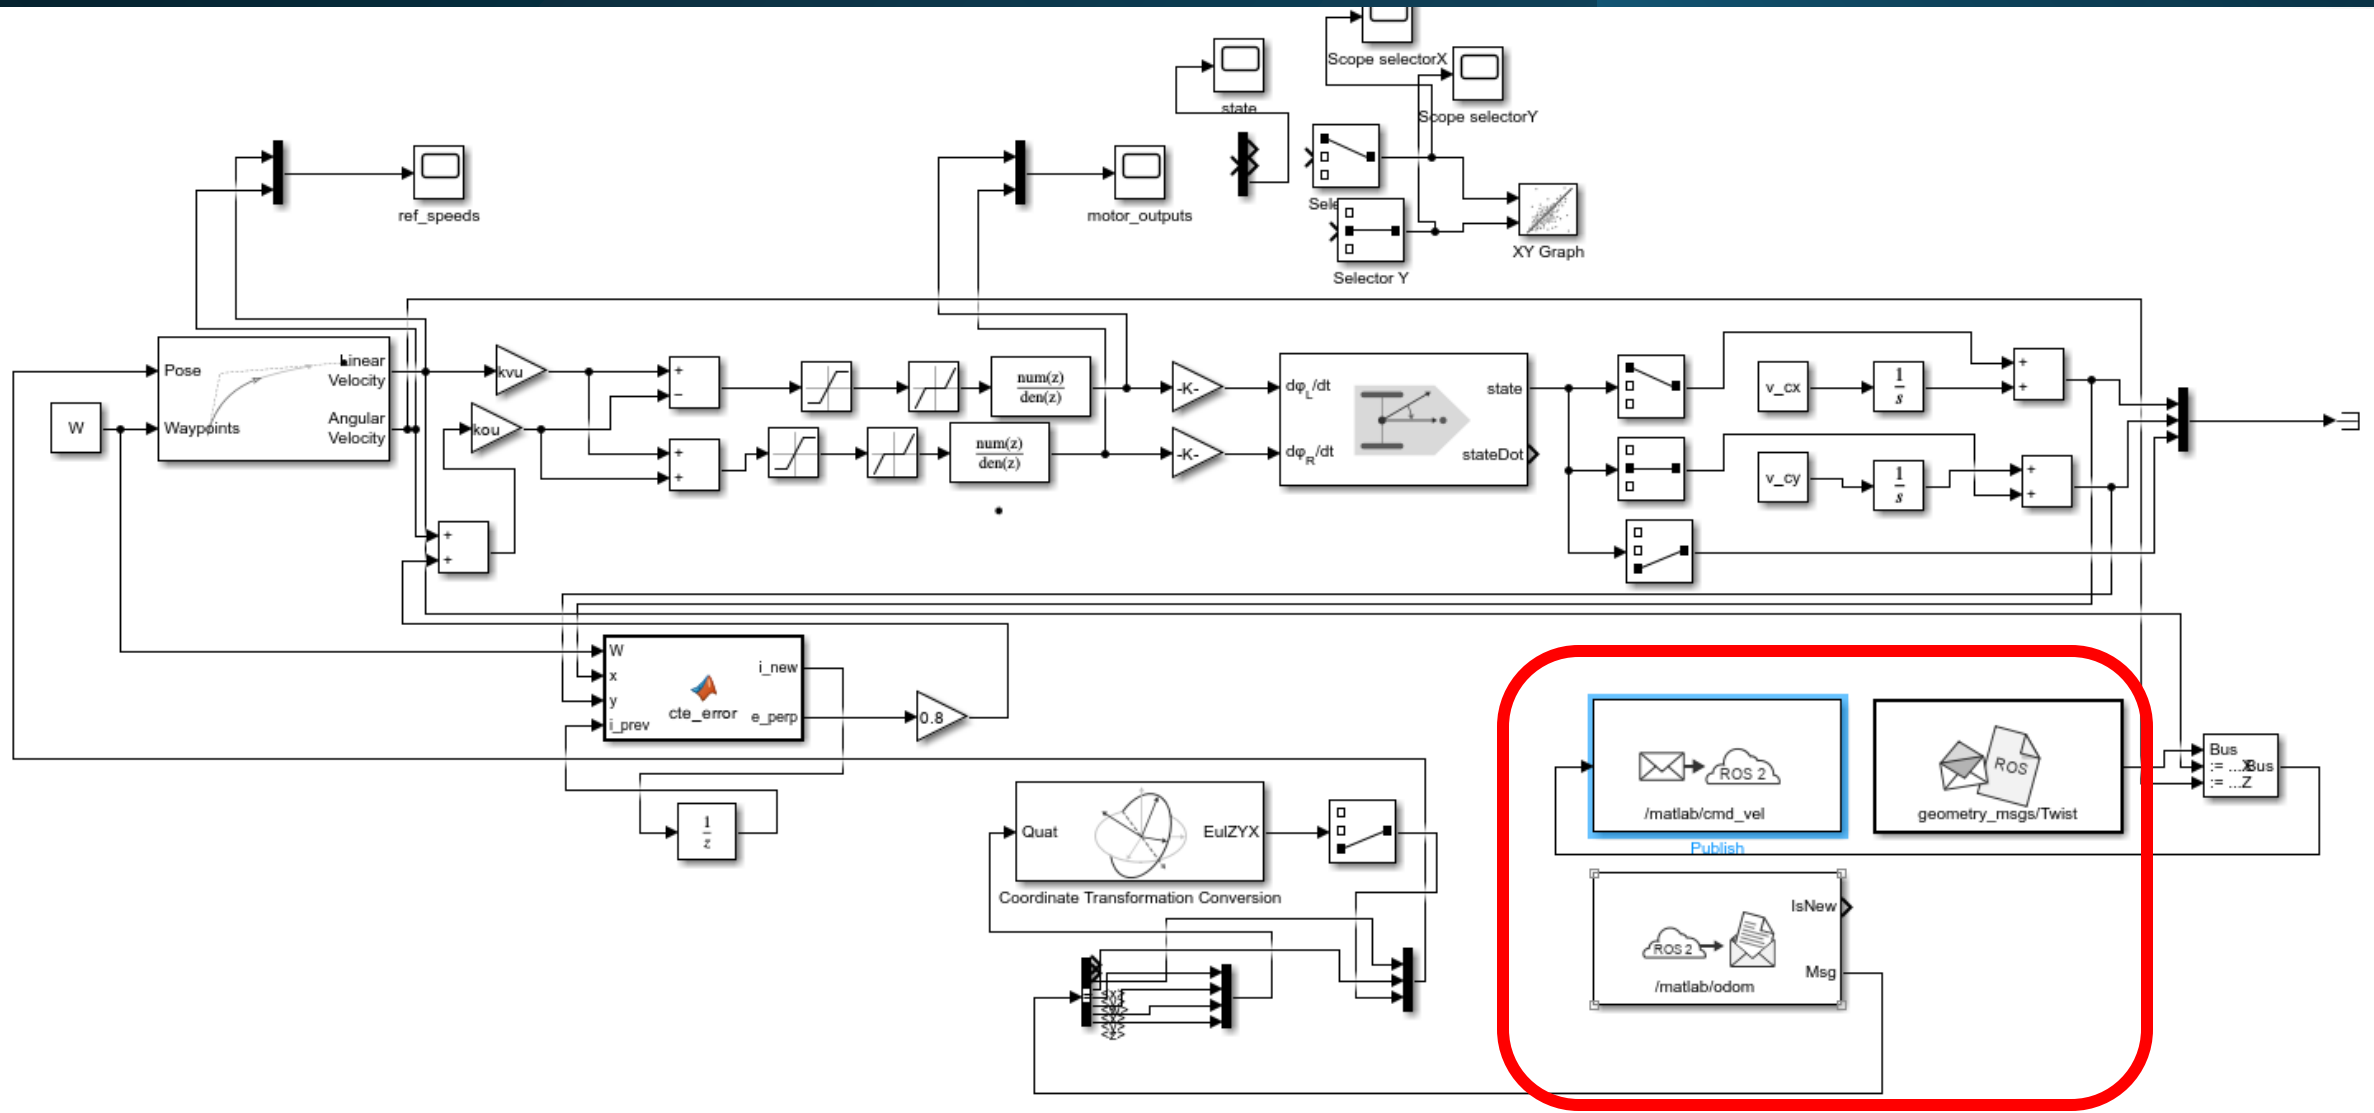 Scope selectorX
Scope selectorY
state
ref_speeds
motor_outputs
Sele
XY Graph
Selector Y
Pose
Linear
Velocity
Waypoints
Angular
Velocity
W
kvu
kou
+
−
+
+
num(z)
den(z)
num(z)
den(z)
-K-
-K-
dφL/dt
dφR/dt
state
stateDot
v_cx
1
s
+
+
v_cy
1
s
+
+
+
+
W
x
y
i_prev
cte_error
i_new
e_perp
0.8
1
z
Quat
EulZYX
Coordinate Transformation Conversion
ROS 2
/matlab/cmd_vel
Publish
ROS
geometry_msgs/Twist
Bus
:= ...X
Bus
:= ...Z
IsNew
ROS 2
Msg
/matlab/odom